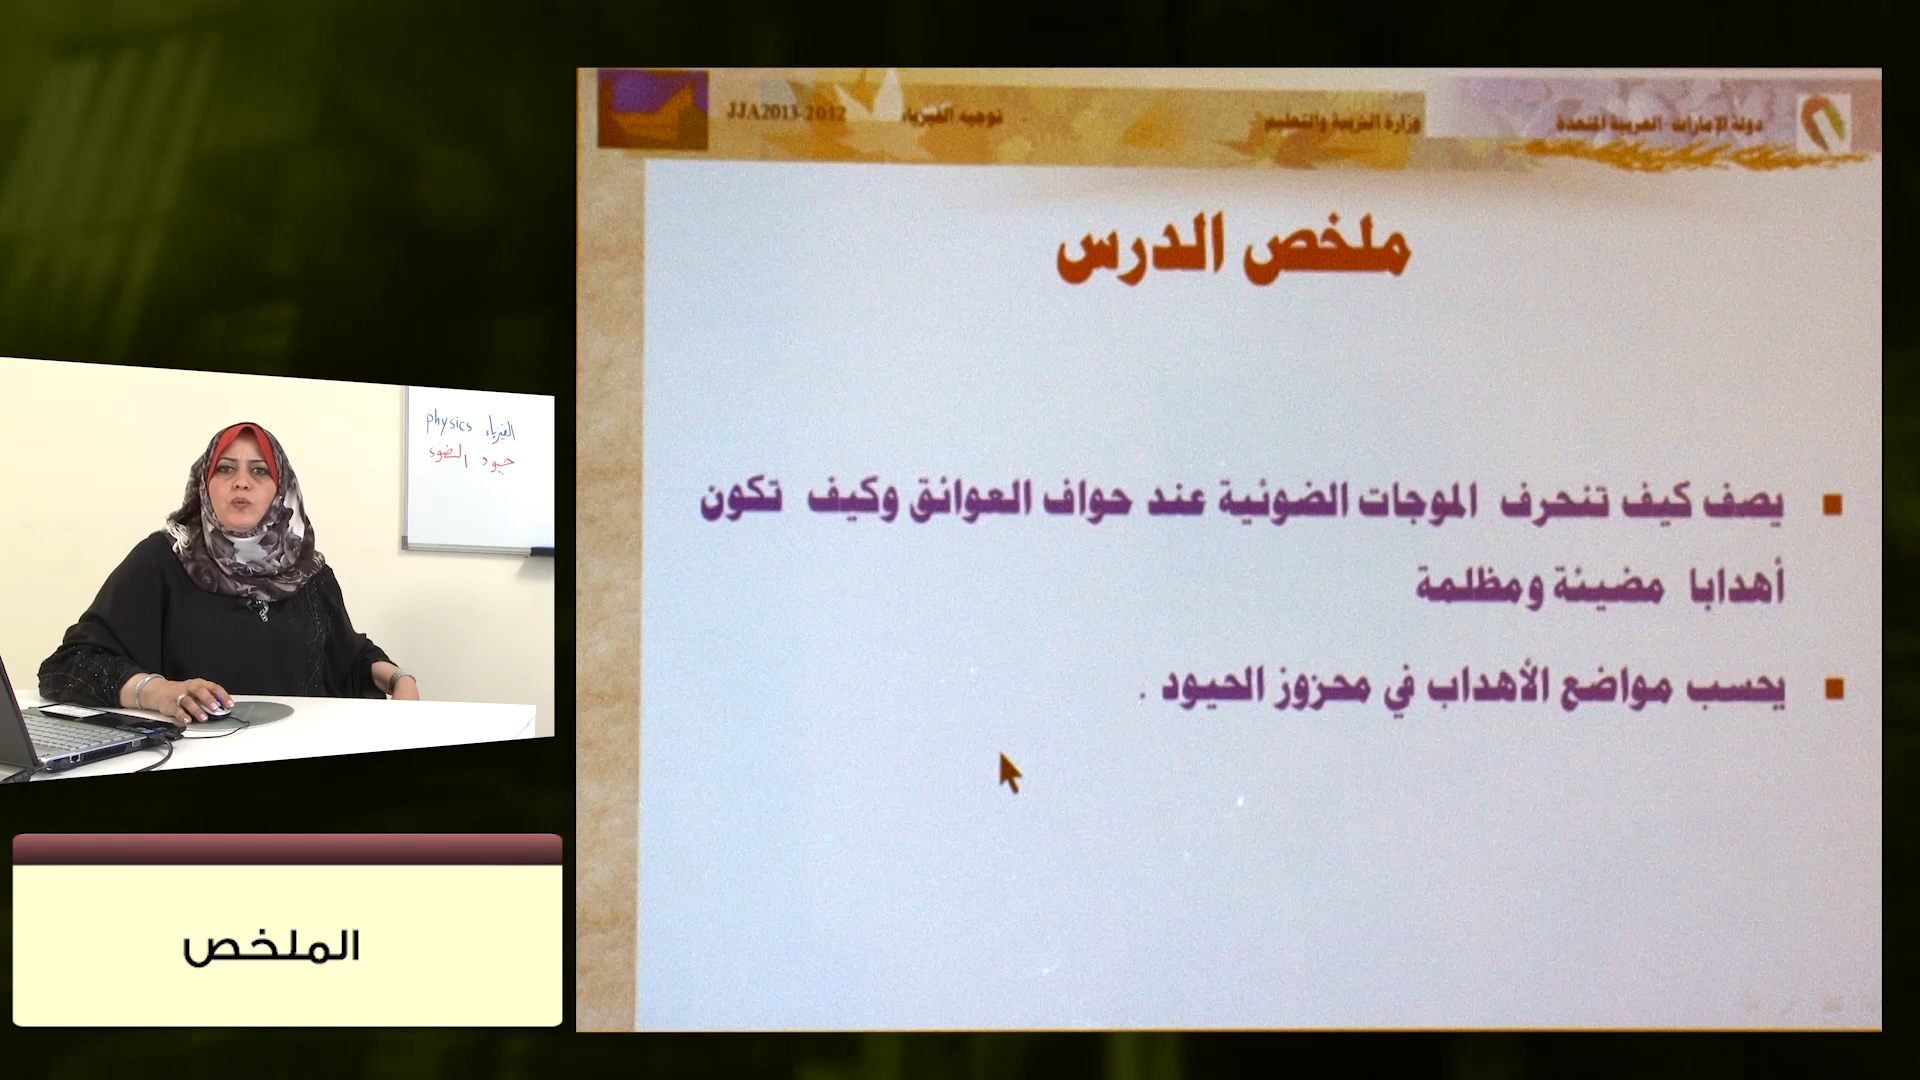 دولة الإمارات العربية المتحدة
وزارة التربية والتعليم
توجيه الفيزياء
JJA2013-2012
ملخص الدرس
يصف كيف تنحرف الموجات الضوئية عند حواف العوائق وكيف تكون
أهدابا مضيئة ومظلمة
يحسب مواضع الأهداب في محزوز الحيود .
الفيزياء physics
حيود الضوء
الملخص